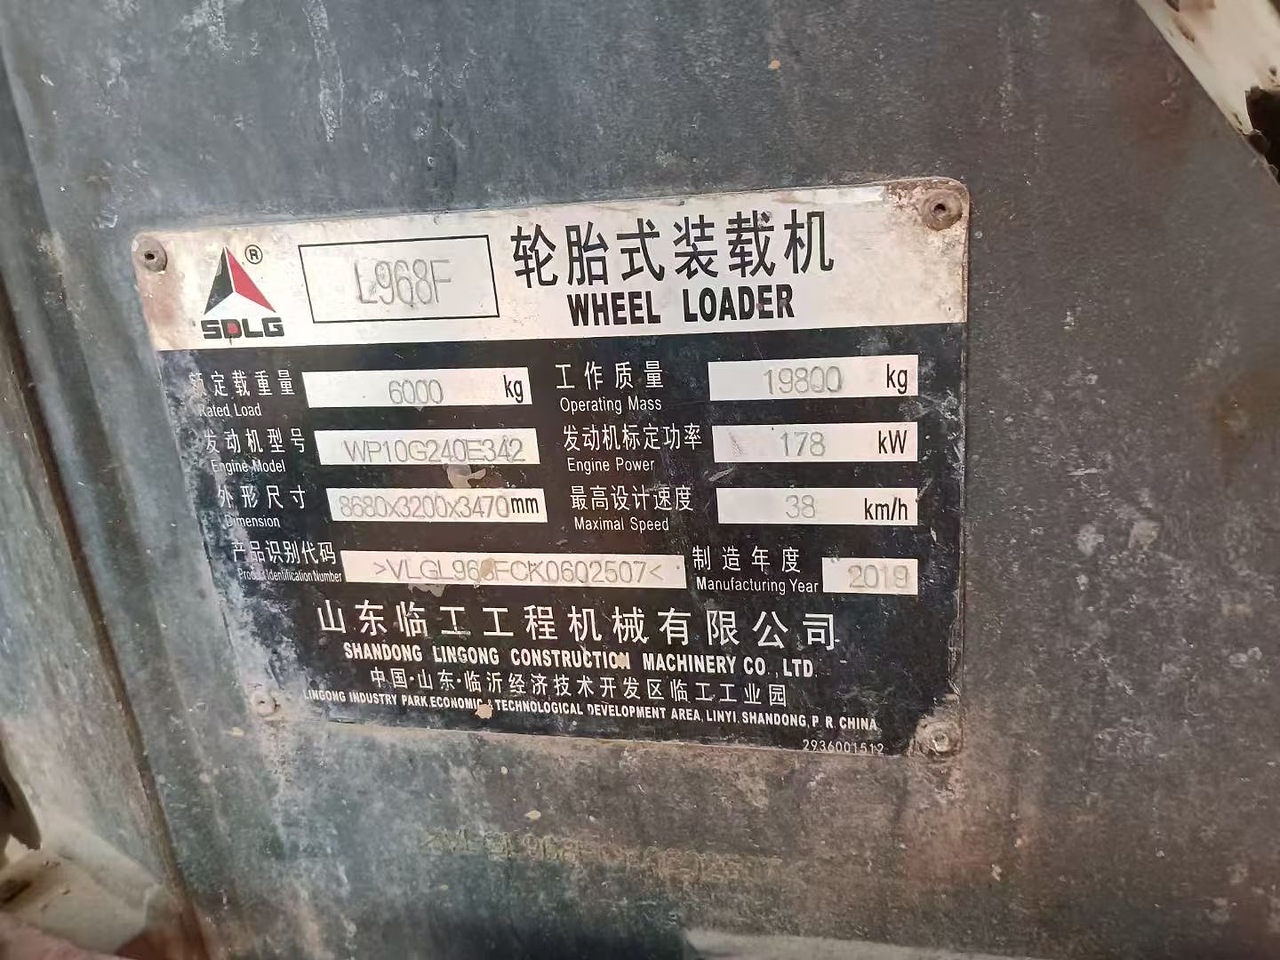 ® L968F 轮胎式装载机
SDLG WHEEL LOADER
额定载重量 6000 kg 工作质量 19800 kg
Rated Load Operating Mass
发动机型号 WP10G240E342 发动机标定功率 178 kW
Engine Model Engine Power
外形尺寸 8680x3200x3470mm 最高设计速度 38 km/h
Dimension Maximal Speed
产品识别代码 >VLGL968FCK0602507< 制造年度 2019
Product Identification Number Manufacturing Year
山东临工工程机械有限公司
SHANDONG LINGONG CONSTRUCTION MACHINERY CO.,LTD.
中国·山东·临沂经济技术开发区临工工业园
LINGONG INDUSTRY PARK,ECONOMIC TECHNOLOGICAL DEVELOPMENT AREA, LINYI, SHANDONG, P. R. CHINA
2936001512